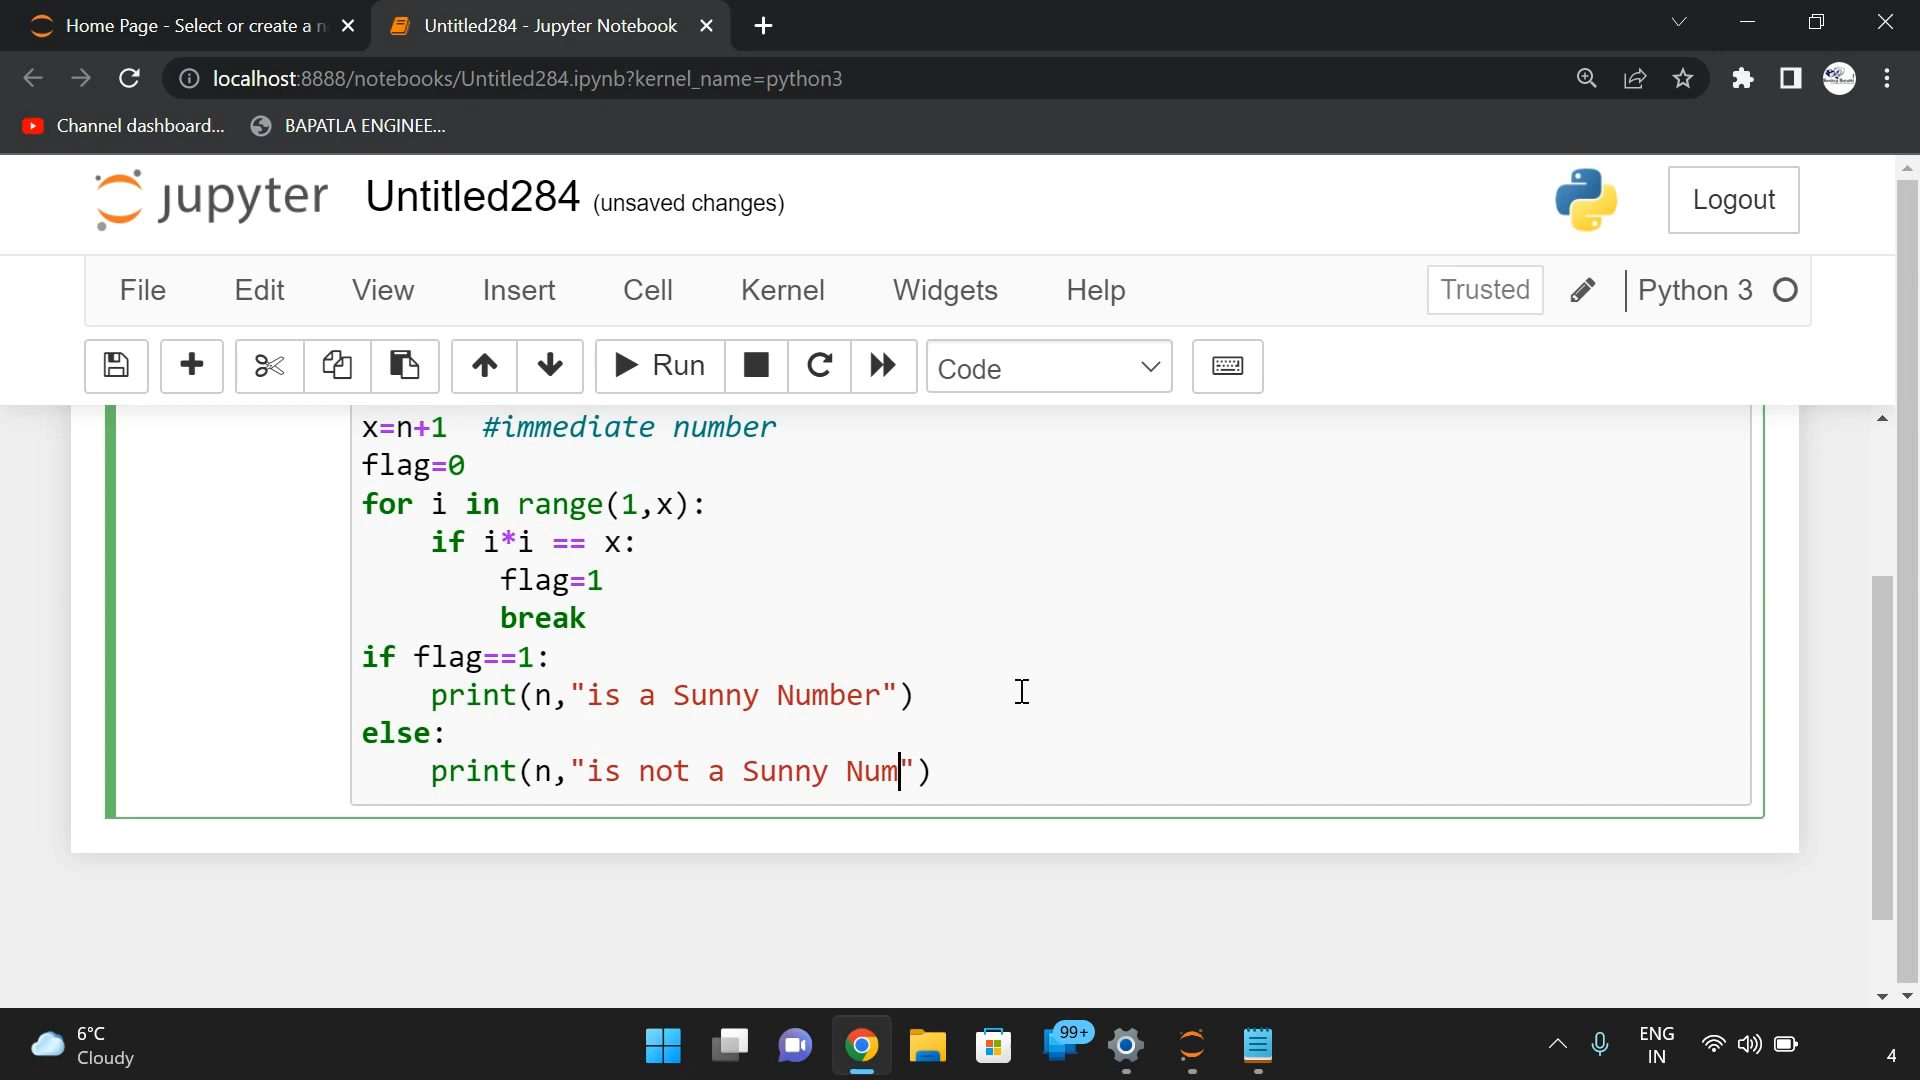 Home Page - Select or create a n
Untitled284 - Jupyter Notebook
localhost:8888/notebooks/Untitled284.ipynb?kernel_name=python3
Channel dashboard...
BAPATLA ENGINEE...
jupyter Untitled284 (unsaved changes)
Logout
File Edit View Insert Cell Kernel Widgets Help
Trusted
Python 3
Run
Code
x=n+1  #immediate number
flag=0
for i in range(1,x):
    if i*i == x:
        flag=1
        break
if flag==1:
    print(n,"is a Sunny Number")
else:
    print(n,"is not a Sunny Num")
6°C
Cloudy
99+
ENG
IN
4